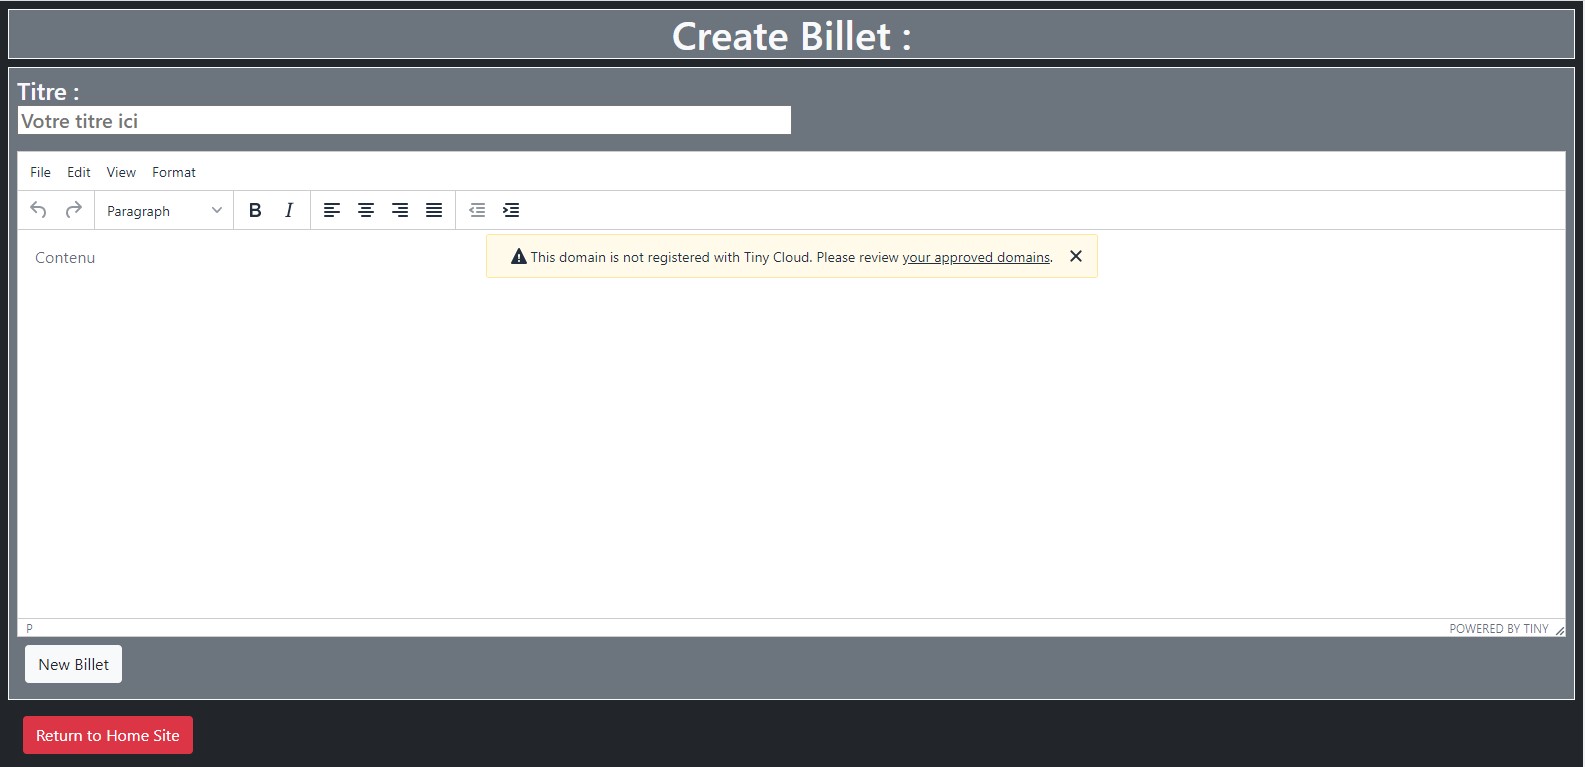 Create Billet :
Titre :
Votre titre ici
File Edit View Format
Paragraph B I
Contenu
This domain is not registered with Tiny Cloud. Please review your approved domains.
P POWERED BY TINY
New Billet
Return to Home Site